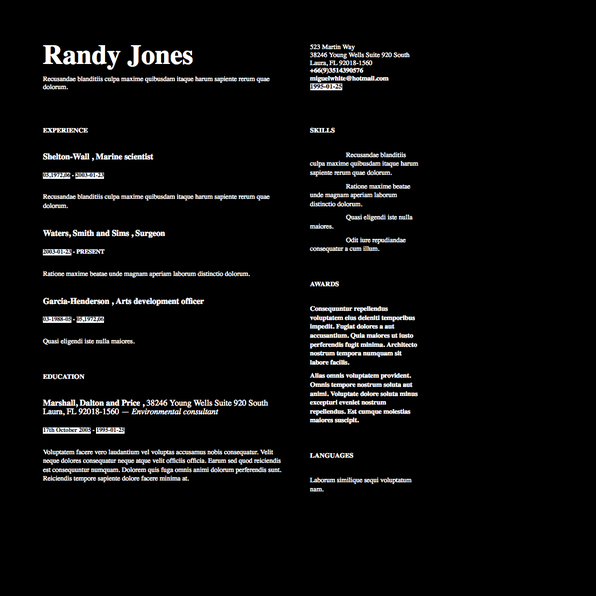 Randy Jones
Recusandae blanditiis culpa maxime quibusdam itaque harum sapiente rerum quae
dolorum.
523 Martin Way
38246 Young Wells Suite 920 South
Laura, FL 92018-1560
+66(9)3514390576
miguelwhite@hotmail.com
1995-01-25
EXPERIENCE
Shelton-Wall , Marine scientist
05.1972.06 - 2003-01-23
Recusandae blanditiis culpa maxime quibusdam itaque harum sapiente rerum quae
dolorum.
Waters, Smith and Sims , Surgeon
2003-01-23 - PRESENT
Ratione maxime beatae unde magnam aperiam laborum distinctio dolorum.
Garcia-Henderson , Arts development officer
03-1988-02 - 05.1972.06
Quasi eligendi iste nulla maiores.
EDUCATION
Marshall, Dalton and Price , 38246 Young Wells Suite 920 South
Laura, FL 92018-1560 — Environmental consultant
17th October 2005 - 1995-01-25
Voluptatem facere vero laudantium vel voluptas accusamus nobis consequatur. Velit
neque dolores consequatur neque atque velit officiis officia. Earum sed quod reiciendis
est consequuntur numquam. Dolorem quis fuga omnis animi dolorum perferendis sunt.
Reiciendis tempore sapiente dolore facere minima at.
SKILLS
Recusandae blanditiis
culpa maxime quibusdam itaque harum
sapiente rerum quae dolorum.
Ratione maxime beatae
unde magnam aperiam laborum
distinctio dolorum.
Quasi eligendi iste nulla
maiores.
Odit iure repudiandae
consequatur a cum illum.
AWARDS
Consequuntur repellendus
voluptatem eius deleniti temporibus
impedit. Fugiat dolores a aut
accusantium. Quia maiores ut iusto
perferendis fugit minima. Architecto
nostrum tempora numquam sit
labore facilis.
Alias omnis voluptatem provident.
Omnis tempore nostrum soluta aut
animi. Voluptate dolore soluta minus
excepturi eveniet nostrum
repellendus. Est cumque molestias
maiores suscipit.
LANGUAGES
Laborum similique sequi voluptatum
nam.